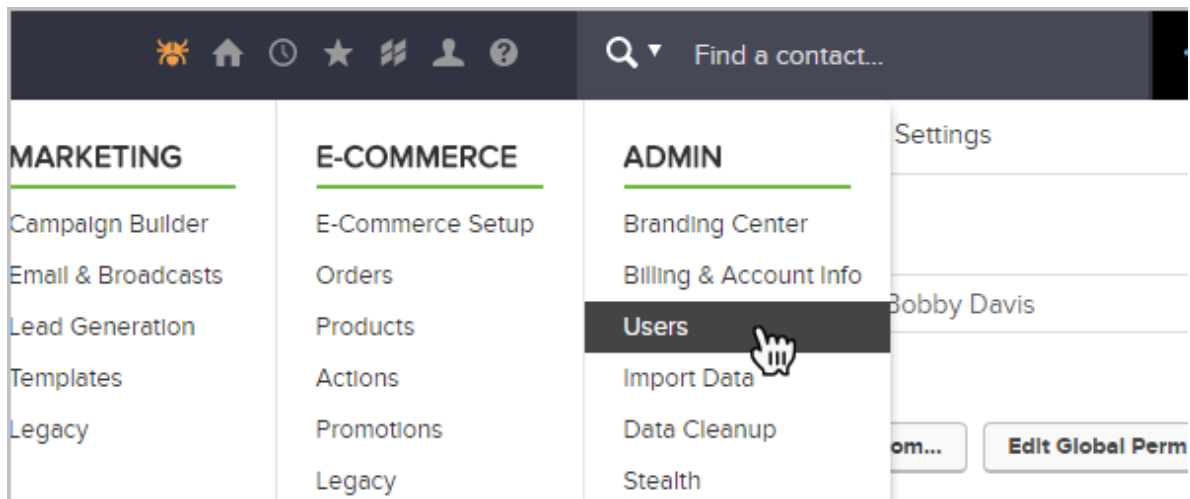 Find a contact...
MARKETING
Campaign Builder
Email & Broadcasts
Lead Generation
Templates
Legacy
E-COMMERCE
E-Commerce Setup
Orders
Products
Actions
Promotions
Legacy
ADMIN
Branding Center
Billing & Account Info
Users
Import Data
Data Cleanup
Stealth
Settings
Bobby Davis
om...
Edit Global Perm